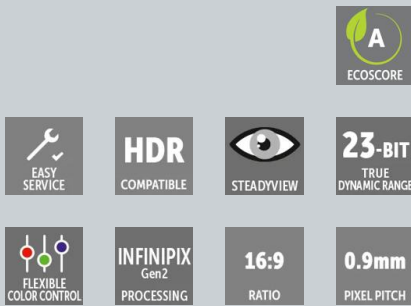 A
ECOSCORE
EASY
SERVICE
HDR
COMPATIBLE
STEADYVIEW
23-BIT
TRUE
DYNAMIC RANGE
FLEXIBLE
COLOR CONTROL
INFINIPIX
Gen2
PROCESSING
16:9
RATIO
0.9mm
PIXEL PITCH